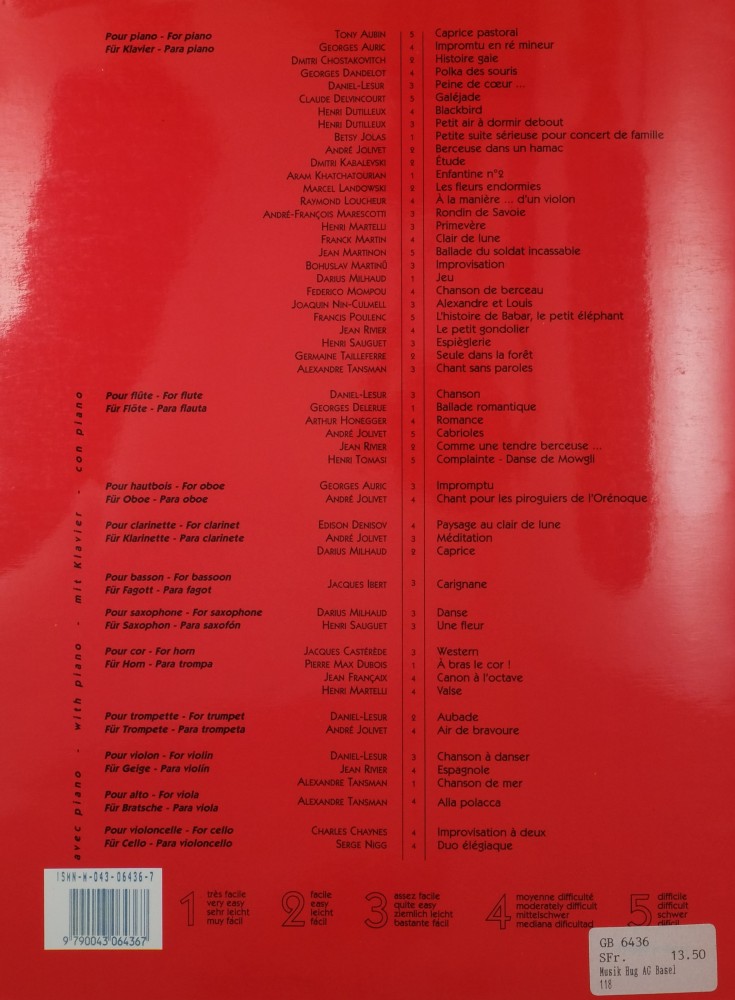 Pour piano - For piano
Für Klavier - Para piano
TONY AUBIN 5 Caprice pastoral
GEORGES AURIC 4 Impromtu en ré mineur
DMITRI CHOSTAKOVITCH 2 Histoire gaie
GEORGES DANDELOT 4 Polka des souris
DANIEL-LESUR 3 Peine de cœur ...
CLAUDE DELVINCOURT 5 Galéjade
HENRI DUTILLEUX 4 Blackbird
HENRI DUTILLEUX 3 Petit air à dormir debout
BETSY JOLAS 1 Petite suite sérieuse pour concert de famille
ANDRÉ JOLIVET 2 Berceuse dans un hamac
DMITRI KABALEVSKI 2 Étude
ARAM KHATCHATOURIAN 1 Enfantine n°2
MARCEL LANDOWSKI 2 Les fleurs endormies
RAYMOND LOUCHEUR 4 À la manière ... d'un violon
ANDRÉ-FRANÇOIS MARESCOTTI 3 Rondin de Savoie
HENRI MARTELLI 3 Primevère
FRANCK MARTIN 4 Clair de lune
JEAN MARTINON 5 Ballade du soldat incassable
BOHUSLAV MARTINŬ 3 Improvisation
DARIUS MILHAUD 1 Jeu
FEDERICO MOMPOU 4 Chanson de berceau
JOAQUIN NIN-CULMELL 3 Alexandre et Louis
FRANCIS POULENC 5 L'histoire de Babar, le petit éléphant
JEAN RIVIER 4 Le petit gondolier
HENRI SAUGUET 3 Espièglerie
GERMAINE TAILLEFERRE 2 Seule dans la forêt
ALEXANDRE TANSMAN 3 Chant sans paroles
avec piano - with piano - mit Klavier - con piano
Pour flûte - For flute
Für Flöte - Para flauta
DANIEL-LESUR 3 Chanson
GEORGES DELERUE 1 Ballade romantique
ARTHUR HONEGGER 4 Romance
ANDRÉ JOLIVET 5 Cabrioles
JEAN RIVIER 2 Comme une tendre berceuse ...
HENRI TOMASI 5 Complainte - Danse de Mowgli
Pour hautbois - For oboe
Für Oboe - Para oboe
GEORGES AURIC 3 Impromptu
ANDRÉ JOLIVET 4 Chant pour les piroguiers de l'Orénoque
Pour clarinette - For clarinet
Für Klarinette - Para clarinete
EDISON DENISOV 4 Paysage au clair de lune
ANDRÉ JOLIVET 3 Méditation
DARIUS MILHAUD 2 Caprice
Pour basson - For bassoon
Für Fagott - Para fagot
JACQUES IBERT 3 Carignane
Pour saxophone - For saxophone
Für Saxophon - Para saxofón
DARIUS MILHAUD 3 Danse
HENRI SAUGUET 3 Une fleur
Pour cor - For horn
Für Horn - Para trompa
JACQUES CASTÉRÈDE 3 Western
PIERRE MAX DUBOIS 1 À bras le cor !
JEAN FRANÇAIX 4 Canon à l'octave
HENRI MARTELLI 4 Valse
Pour trompette - For trumpet
Für Trompete - Para trompeta
DANIEL-LESUR 2 Aubade
ANDRÉ JOLIVET 4 Air de bravoure
Pour violon - For violin
Für Geige - Para violín
DANIEL-LESUR 3 Chanson à danser
JEAN RIVIER 4 Espagnole
ALEXANDRE TANSMAN 1 Chanson de mer
Pour alto - For viola
Für Bratsche - Para viola
ALEXANDRE TANSMAN 4 Alla polacca
Pour violoncelle - For cello
Für Cello - Para violoncello
CHARLES CHAYNES 4 Improvisation à deux
SERGE NIGG 4 Duo élégiaque
ISMN-M-043-06436-7
9 790043 064367
1 très facile
very easy
sehr leicht
muy fácil
2 facile
easy
leicht
fácil
3 assez facile
quite easy
ziemlich leicht
bastante fácil
4 moyenne difficulté
moderately difficult
mittelschwer
mediana dificultad
5 difficile
difficult
schwer
difícil
GB 6436
SFr. 13.50
Musik Hug AG Basel
118